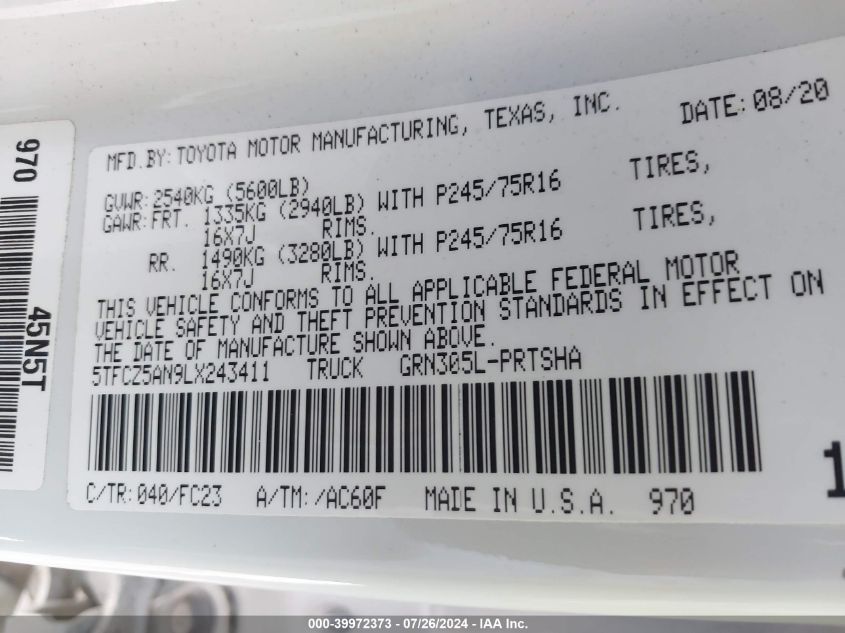 MFD.BY: TOYOTA MOTOR MANUFACTURING, TEXAS, INC. DATE: 08/20
GVWR: 2540KG (5600LB)
GAWR: FRT. 1335KG (2940LB) WITH P245/75R16 TIRES,
16X7J RIMS.
RR. 1490KG (3280LB) WITH P245/75R16 TIRES,
16X7J RIMS.
THIS VEHICLE CONFORMS TO ALL APPLICABLE FEDERAL MOTOR
VEHICLE SAFETY AND THEFT PREVENTION STANDARDS IN EFFECT ON
THE DATE OF MANUFACTURE SHOWN ABOVE.
5TFCZ5AN9LX243411 TRUCK GRN305L-PRTSHA
C/TR: 040/FC23 A/TM: /AC60F MADE IN U.S.A. 970
970
45N5T
1
000-39972373 - 07/26/2024 - IAA Inc.